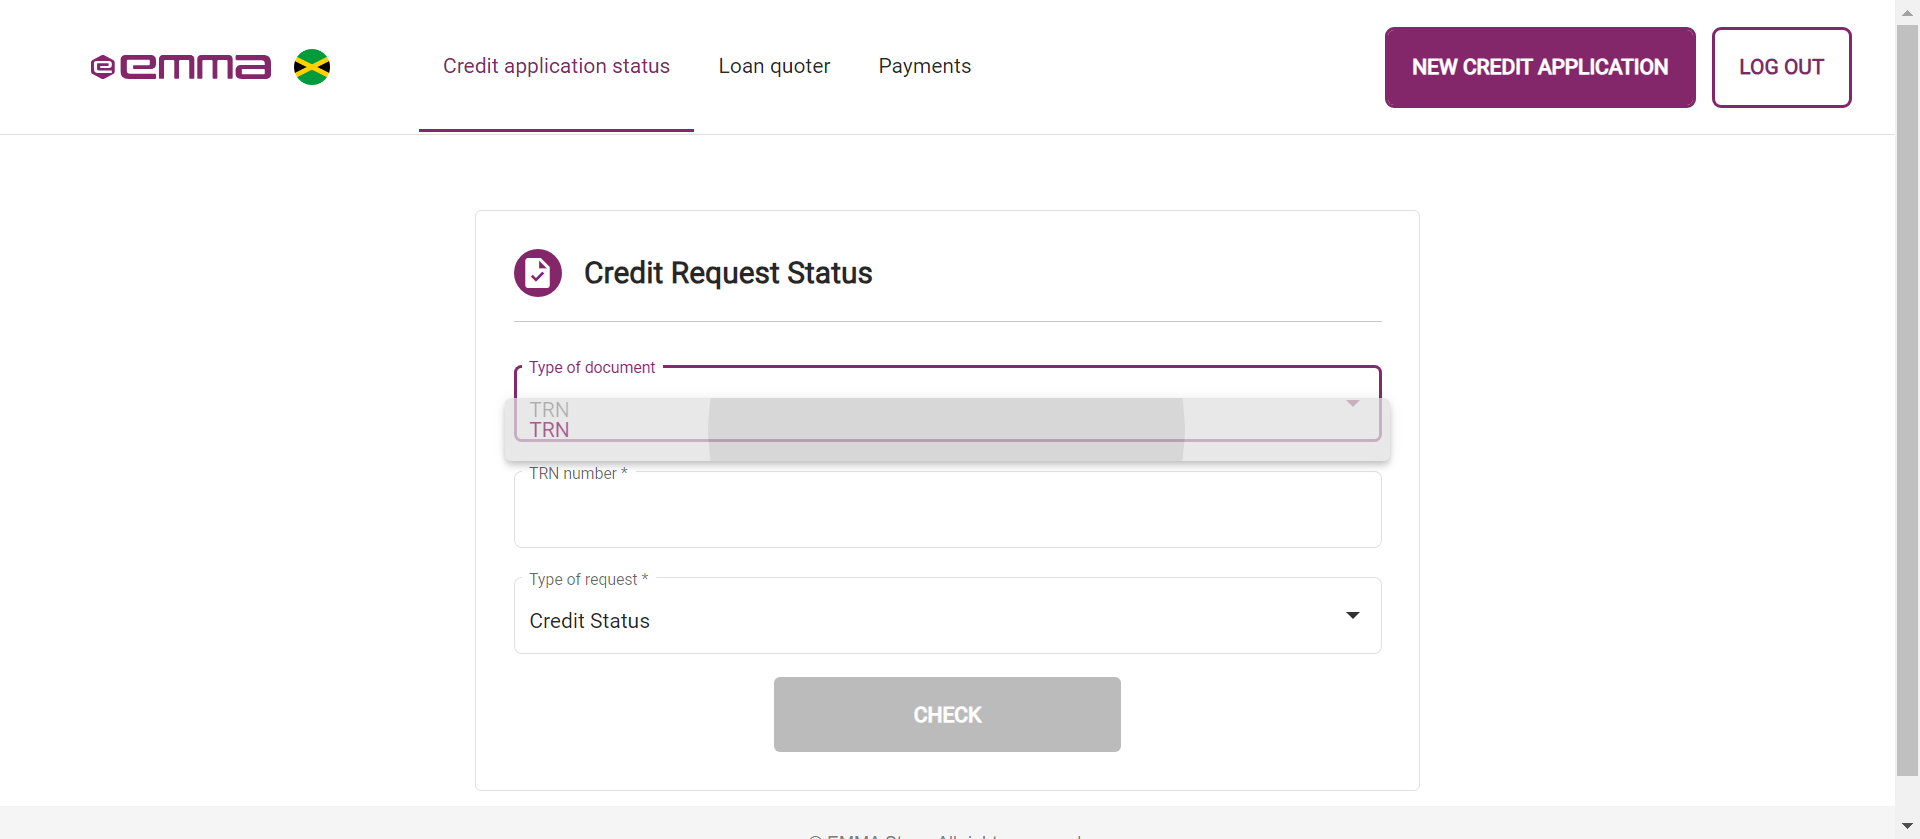 emma
Credit application status
Loan quoter
Payments
NEW CREDIT APPLICATION
LOG OUT
Credit Request Status
Type of document
TRN
TRN
TRN number *
Type of request *
Credit Status
CHECK